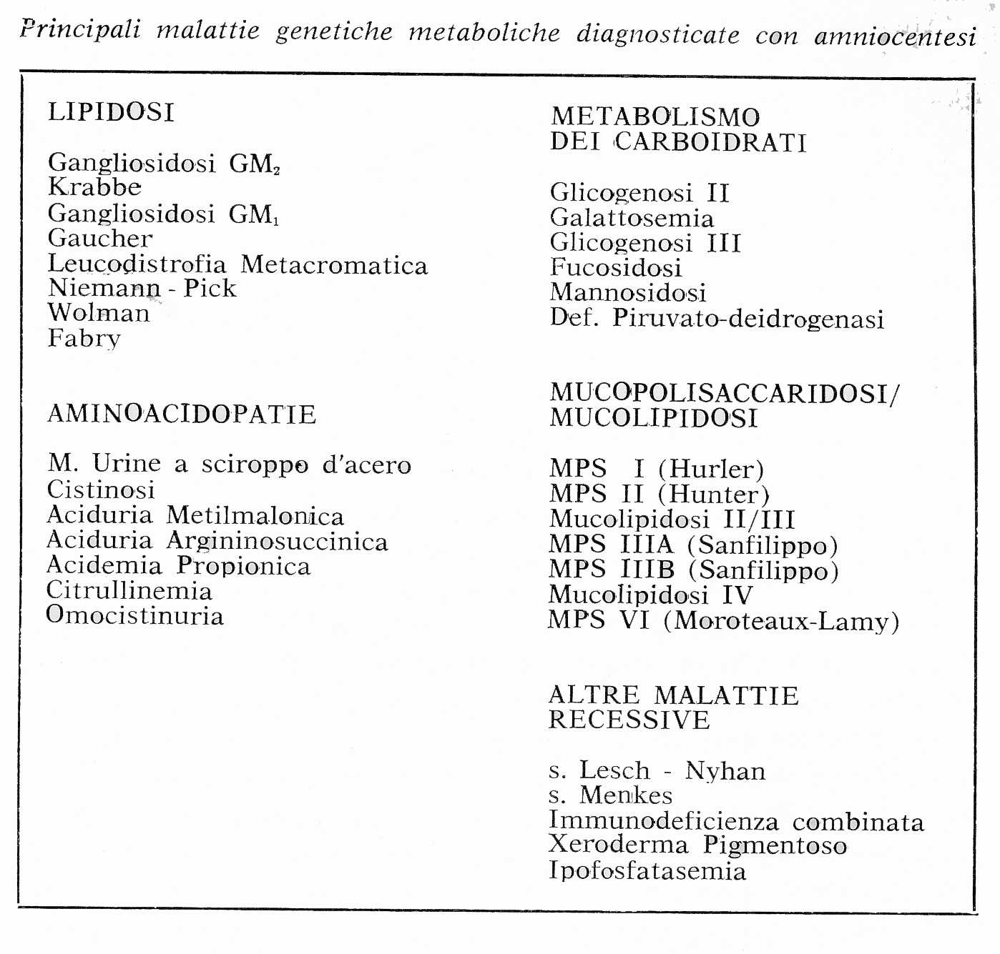 Principali malattie genetiche metaboliche diagnosticate con amniocentesi
LIPIDOSI
Gangliosidosi GM₂
Krabbe
Gangliosidosi GM₁
Gaucher
Leucodistrofia Metacromatica
Niemann - Pick
Wolman
Fabry
AMINOACIDOPATIE
M. Urine a sciroppo d'acero
Cistinosi
Aciduria Metilmalonica
Aciduria Argininosuccinica
Acidemia Propionica
Citrullinemia
Omocistinuria
METABOLISMO
DEI CARBOIDRATI
Glicogenosi II
Galattosemia
Glicogenosi III
Fucosidosi
Mannosidosi
Def. Piruvato-deidrogenasi
MUCOPOLISACCARIDOSI/
MUCOLIPIDOSI
MPS I (Hurler)
MPS II (Hunter)
Mucolipidosi II/III
MPS IIIA (Sanfilippo)
MPS IIIB (Sanfilippo)
Mucolipidosi IV
MPS VI (Moroteaux-Lamy)
ALTRE MALATTIE
RECESSIVE
s. Lesch - Nyhan
s. Menkes
Immunodeficienza combinata
Xeroderma Pigmentoso
Ipofosfatasemia